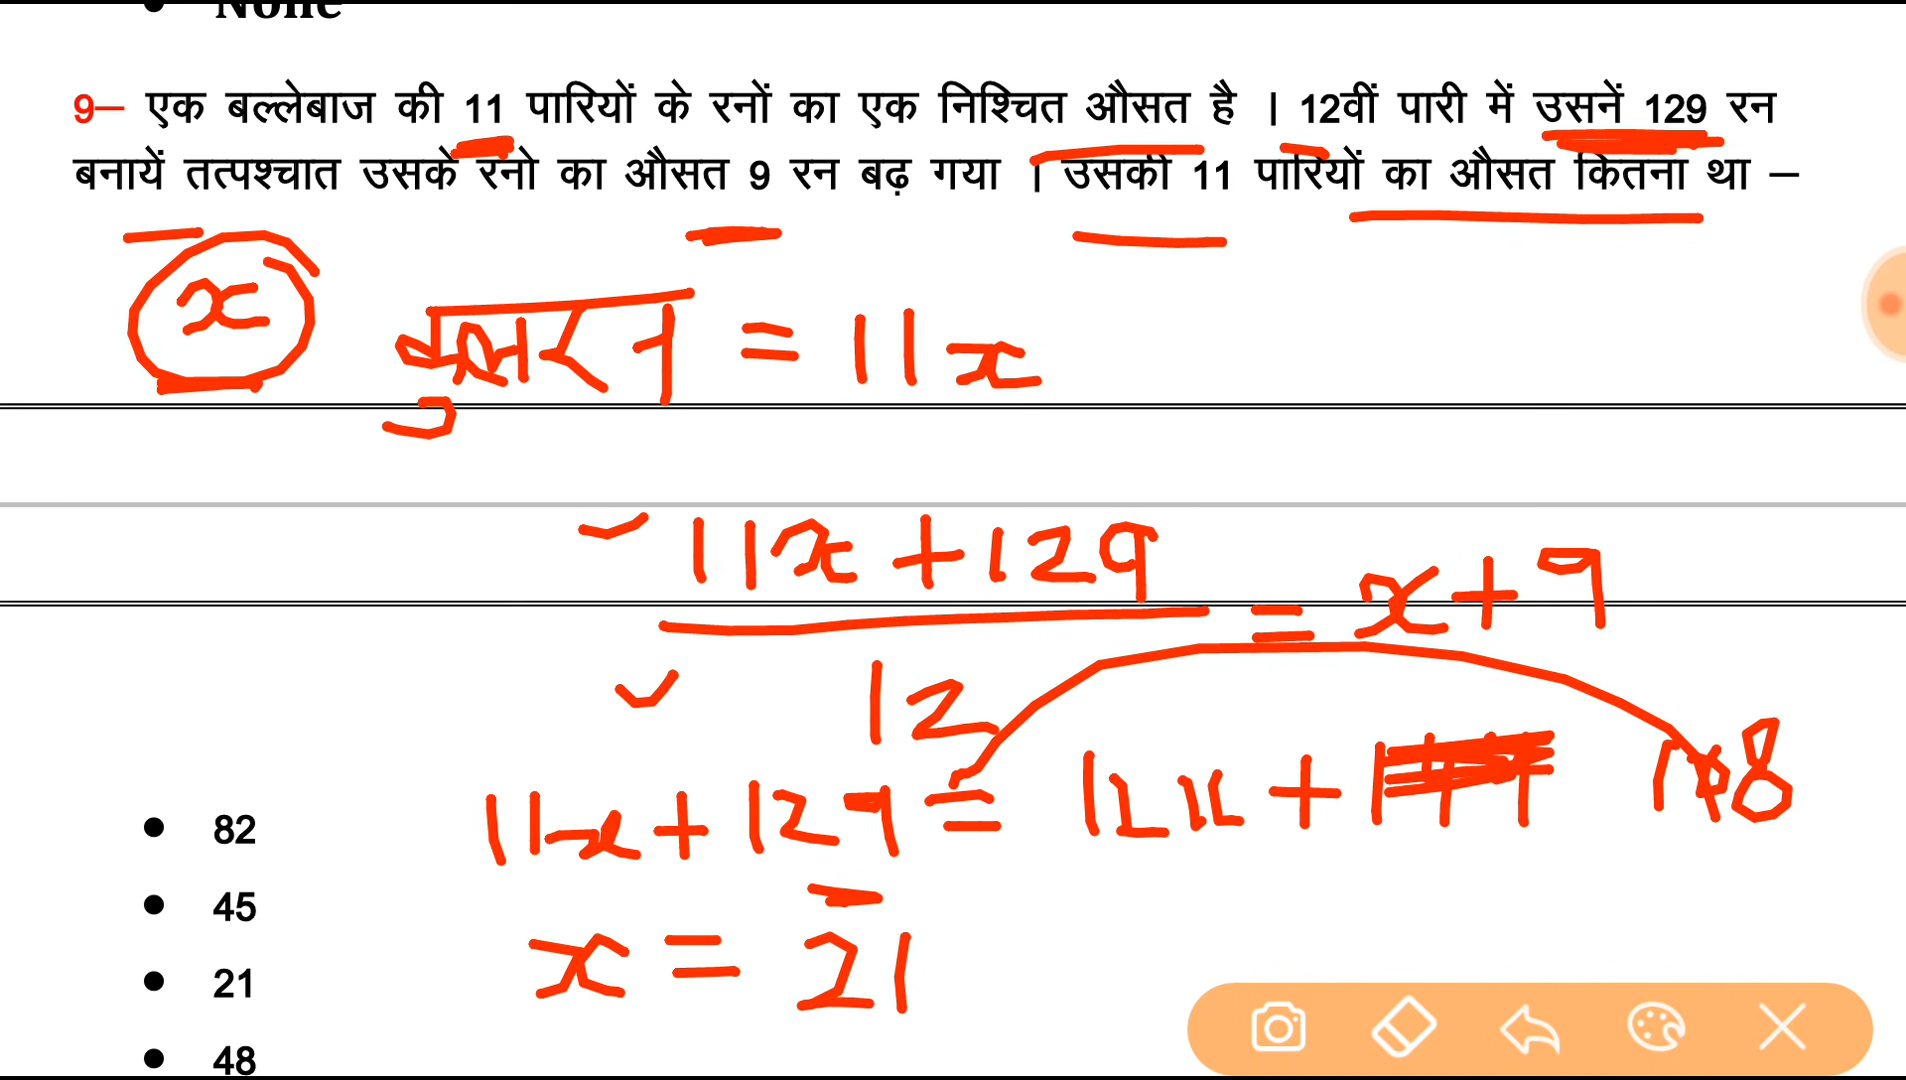 None
9– एक बल्लेबाज की 11 पारियों के रनों का एक निश्चित औसत है | 12वीं पारी में उसनें 129 रन
बनायें तत्पश्चात उसके रनो का औसत 9 रन बढ़ गया | उसकी 11 पारियों का औसत कितना था –
x
कुल रन = 11x
11x + 129
= x + 9
12
11x + 129 = 12x + 108
x = 21
82
45
21
48